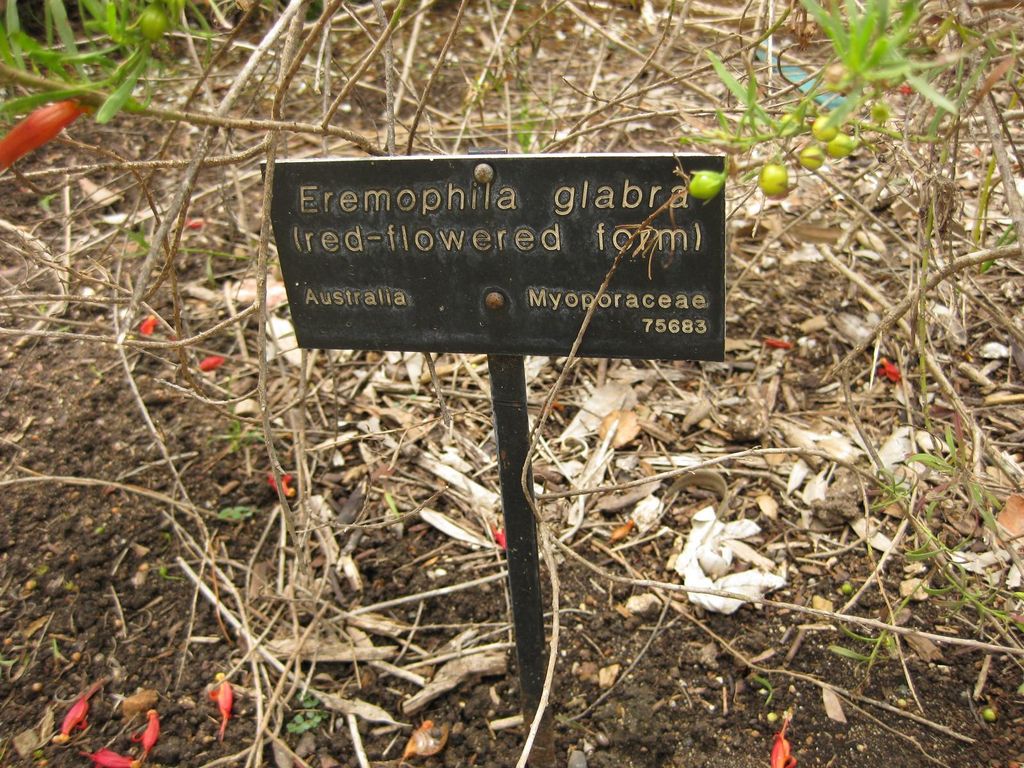 Eremophila glabra
(red-flowered form)
Australia Myoporaceae
75683